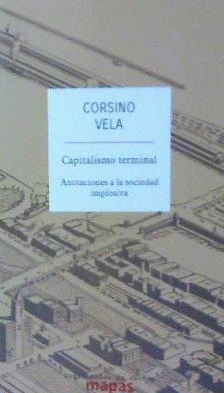 CORSINO
VELA
Capitalismo terminal
Anotaciones a la sociedad
implosiva
mapas